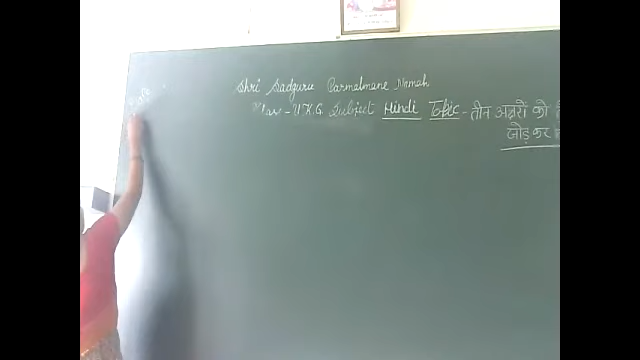 Shri Sadguru Parmatmane Namah
Class - U.K.G. Subject Hindi Topic - तीन अक्षरों को
जोड़ कर